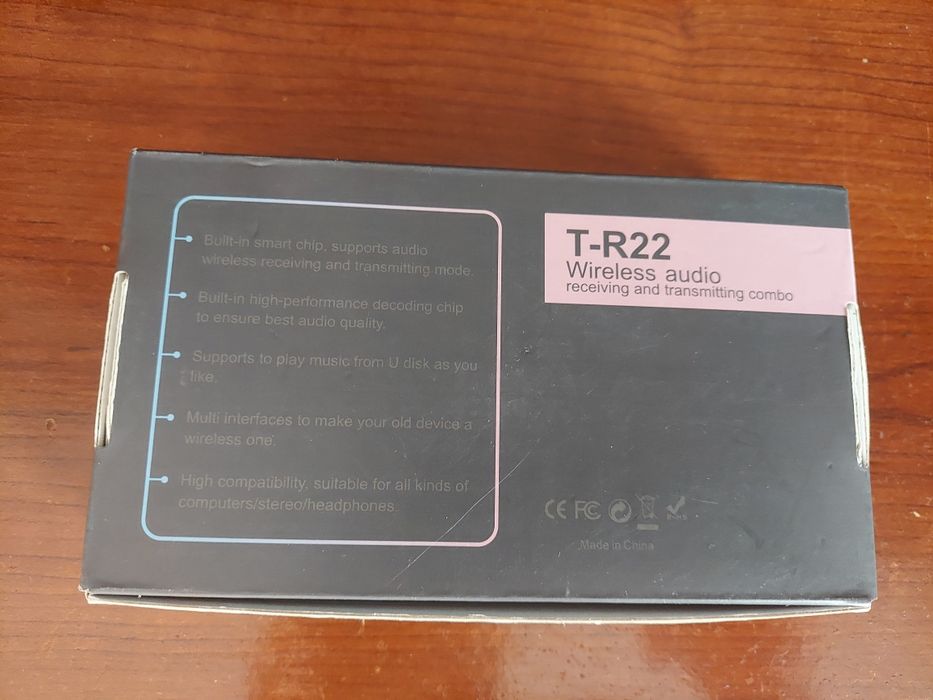 Built-in smart chip, supports audio
wireless receiving and transmitting mode.
Built-in high-performance decoding chip
to ensure best audio quality.
Supports to play music from U disk as you
like.
Multi interfaces to make your old device a
wireless one.
High compatibility, suitable for all kinds of
computers/stereo/headphones.
T-R22
Wireless audio
receiving and transmitting combo
CE FC
RoHS
Made in China